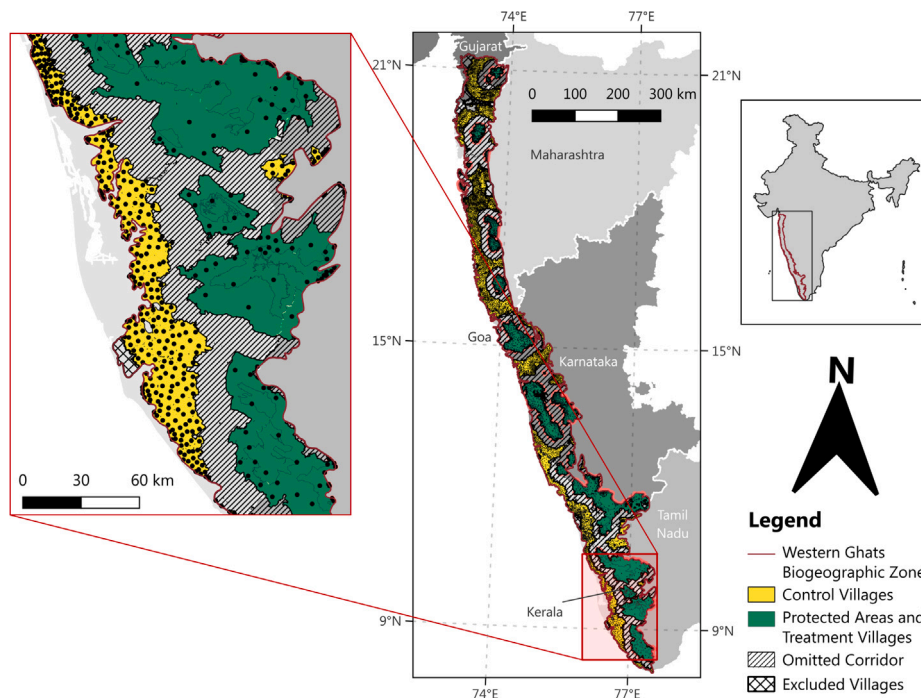 74°E 77°E
Gujarat
21°N 21°N
0 100 200 300 km
Maharashtra
Goa
15°N 15°N
Karnataka
N
0 30 60 km
Tamil
Nadu
Legend
Western Ghats
Biogeographic Zone
Control Villages
Protected Areas and
Treatment Villages
Omitted Corridor
Excluded Villages
Kerala
9°N 9°N
74°E 77°E